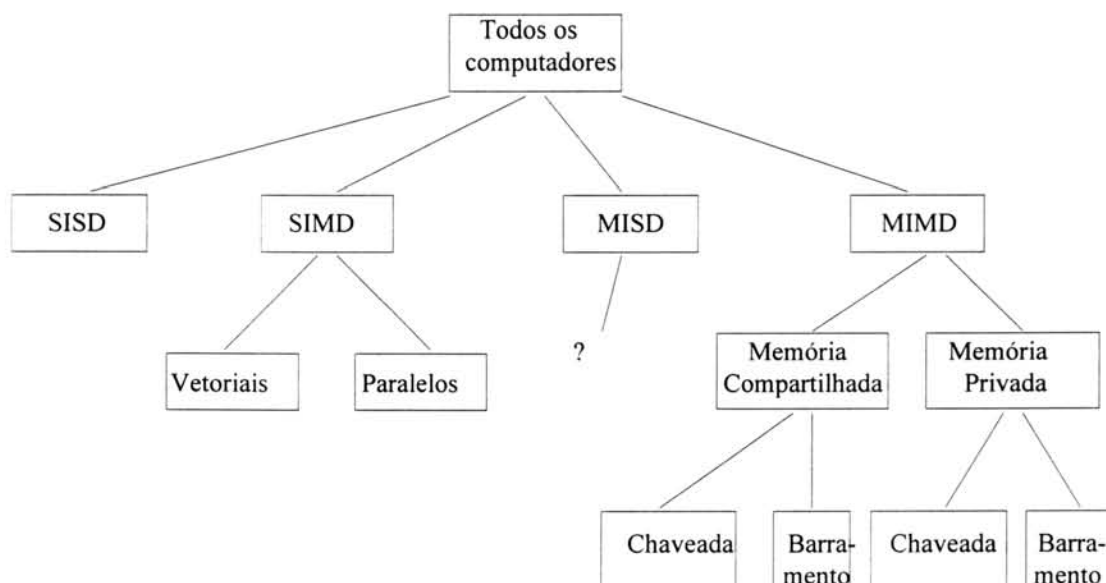 Todos os
computadores
SISD
SIMD
MISD
MIMD
Vetoriais
Paralelos
?
Memória
Compartilhada
Memória
Privada
Chaveada
Barra-
mento
Chaveada
Barra-
mento